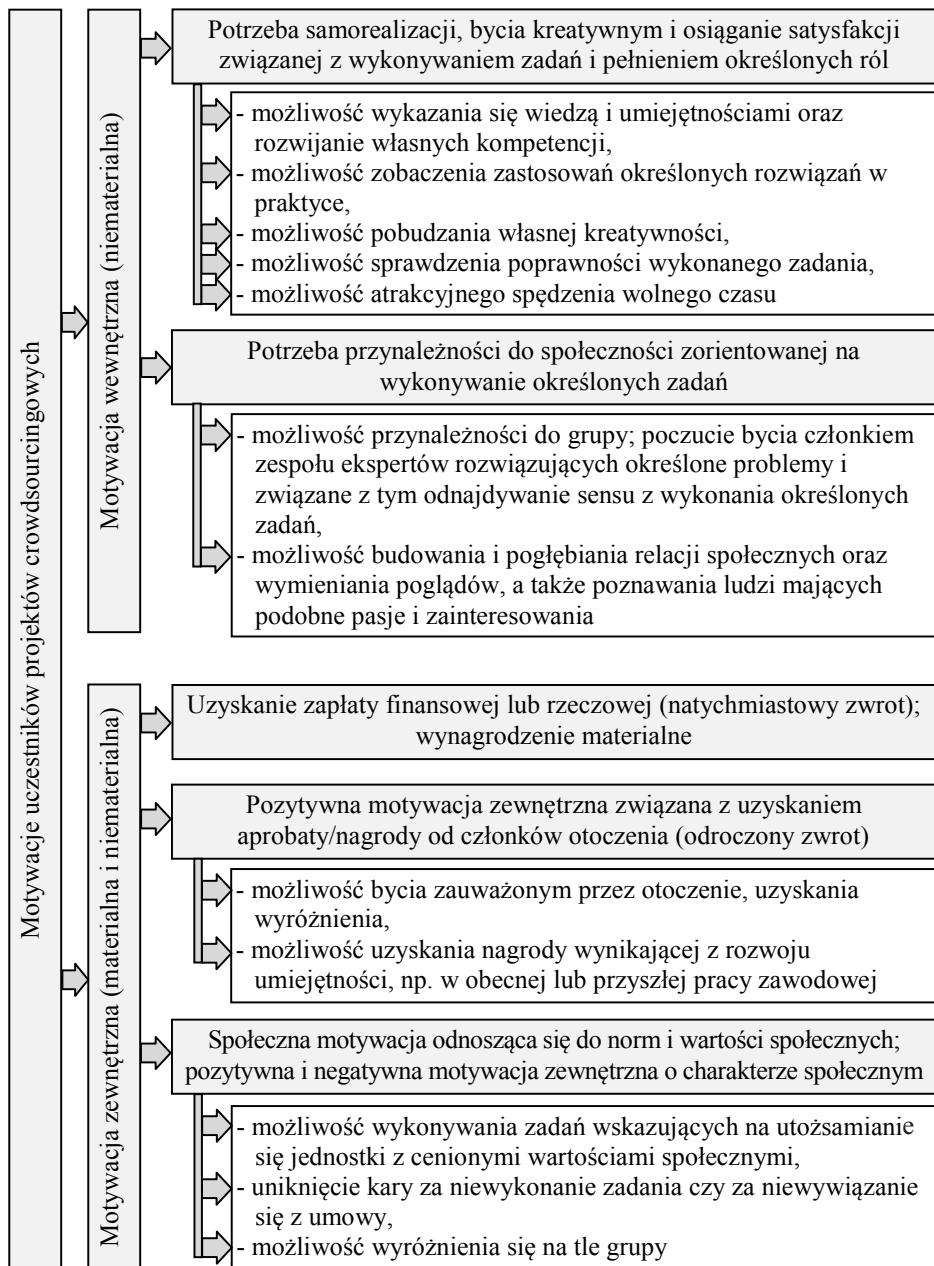 Motywacje uczestników projektów crowdsourcingowych
Motywacja wewnętrzna (niematerialna)
Potrzeba samorealizacji, bycia kreatywnym i osiąganie satysfakcji
związanej z wykonywaniem zadań i pełnieniem określonych ról
- możliwość wykazania się wiedzą i umiejętnościami oraz
rozwijanie własnych kompetencji,
- możliwość zobaczenia zastosowań określonych rozwiązań w
praktyce,
- możliwość pobudzania własnej kreatywności,
- możliwość sprawdzenia poprawności wykonanego zadania,
- możliwość atrakcyjnego spędzenia wolnego czasu
Potrzeba przynależności do społeczności zorientowanej na
wykonywanie określonych zadań
- możliwość przynależności do grupy; poczucie bycia członkiem
zespołu ekspertów rozwiązujących określone problemy i
związane z tym odnajdywanie sensu z wykonania określonych
zadań,
- możliwość budowania i pogłębiania relacji społecznych oraz
wymieniania poglądów, a także poznawania ludzi mających
podobne pasje i zainteresowania
Motywacja zewnętrzna (materialna i niematerialna)
Uzyskanie zapłaty finansowej lub rzeczowej (natychmiastowy zwrot);
wynagrodzenie materialne
Pozytywna motywacja zewnętrzna związana z uzyskaniem
aprobaty/nagrody od członków otoczenia (odroczony zwrot)
- możliwość bycia zauważonym przez otoczenie, uzyskania
wyróżnienia,
- możliwość uzyskania nagrody wynikającej z rozwoju
umiejętności, np. w obecnej lub przyszłej pracy zawodowej
Społeczna motywacja odnosząca się do norm i wartości społecznych;
pozytywna i negatywna motywacja zewnętrzna o charakterze społecznym
- możliwość wykonywania zadań wskazujących na utożsamianie
się jednostki z cenionymi wartościami społecznymi,
- uniknięcie kary za niewykonanie zadania czy za niewywiązanie
się z umowy,
- możliwość wyróżnienia się na tle grupy